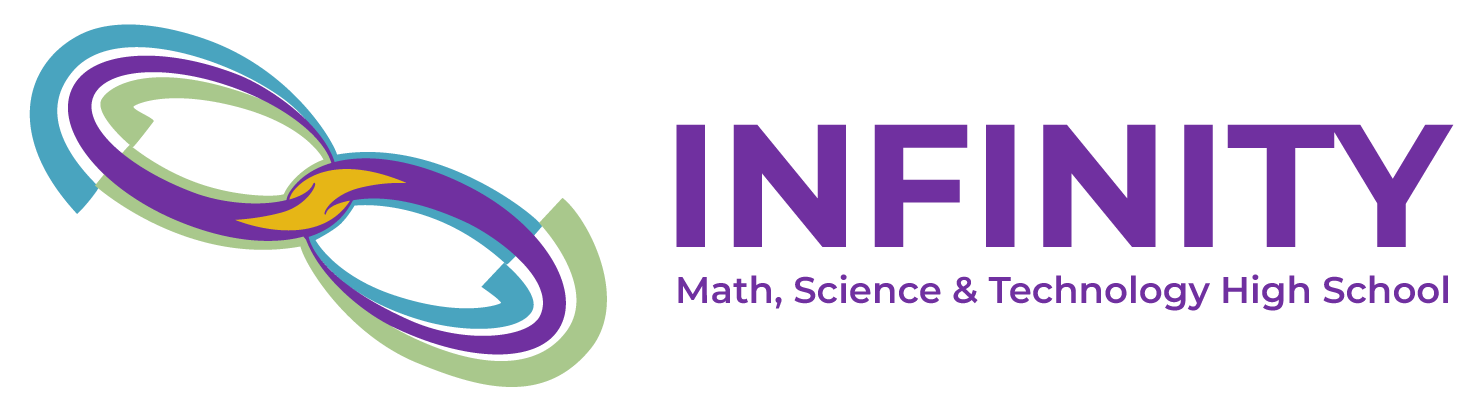 INFINITY
Math, Science & Technology High School